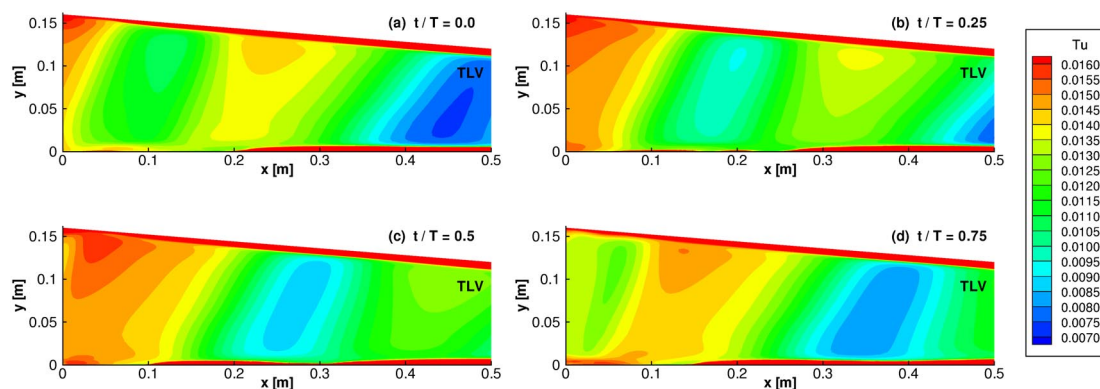 (a) t / T = 0.0
0.15
0.1
0.05
0
y [m]
TLV
0 0.1 0.2 0.3 0.4 0.5
x [m]
(b) t / T = 0.25
0.15
0.1
0.05
0
y [m]
TLV
0 0.1 0.2 0.3 0.4 0.5
x [m]
(c) t / T = 0.5
0.15
0.1
0.05
0
y [m]
TLV
0 0.1 0.2 0.3 0.4 0.5
x [m]
(d) t / T = 0.75
0.15
0.1
0.05
0
y [m]
TLV
0 0.1 0.2 0.3 0.4 0.5
x [m]
Tu
0.0160
0.0155
0.0150
0.0145
0.0140
0.0135
0.0130
0.0125
0.0120
0.0115
0.0110
0.0105
0.0100
0.0095
0.0090
0.0085
0.0080
0.0075
0.0070